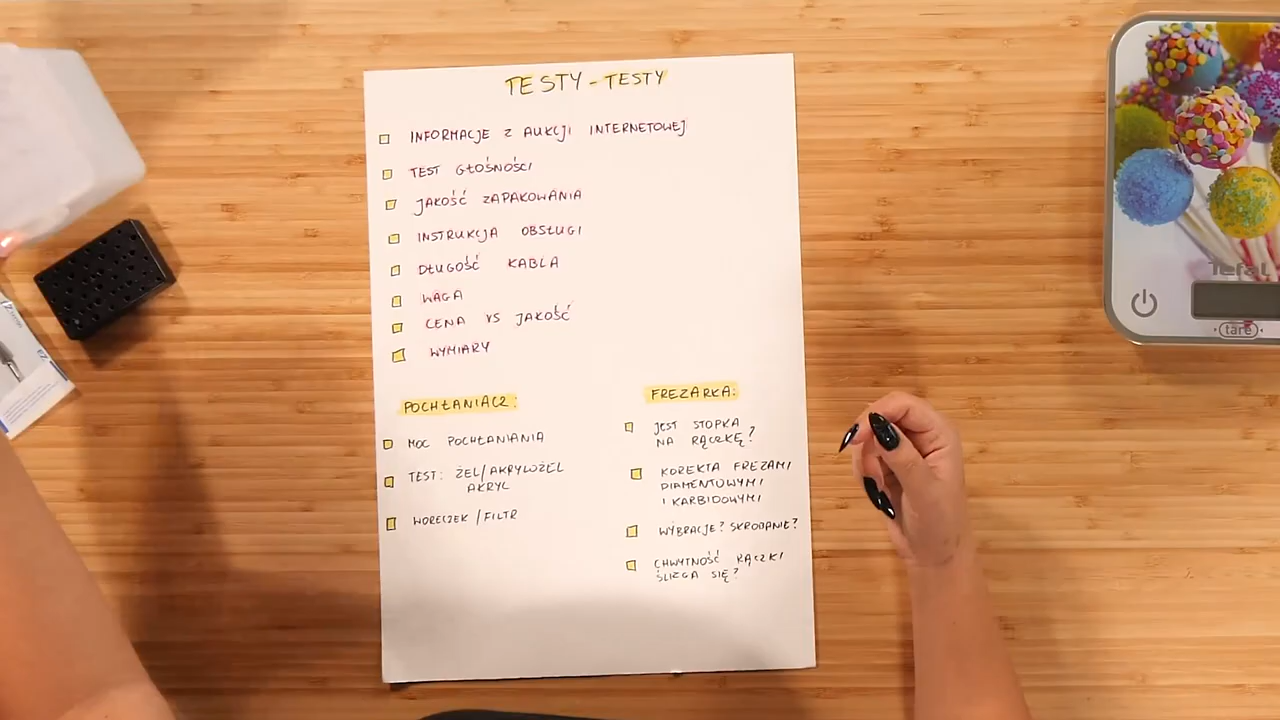 TESTY - TESTY
INFORMACJE Z AUKCJI INTERNETOWEJ
TEST GŁOŚNOŚCI
JAKOŚĆ ZAPAKOWANIA
INSTRUKCJA OBSŁUGI
DŁUGOŚĆ KABLA
WAGA
CENA VS JAKOŚĆ
WYMIARY
POCHŁANIACZ:
MOC POCHŁANIANIA
TEST: ŻEL/AKRYLOŻEL
AKRYL
WORECZEK / FILTR
FREZARKA:
JEST STOPKA
NA RĄCZKĘ?
KOREKTA FREZAMI
DIAMENTOWYMI
I KARBIDOWYMI
WYBRACJE? SKROBANIE?
CHWYTNOŚĆ RĄCZKI
ŚLIZGA SIĘ?
Tefal
tare